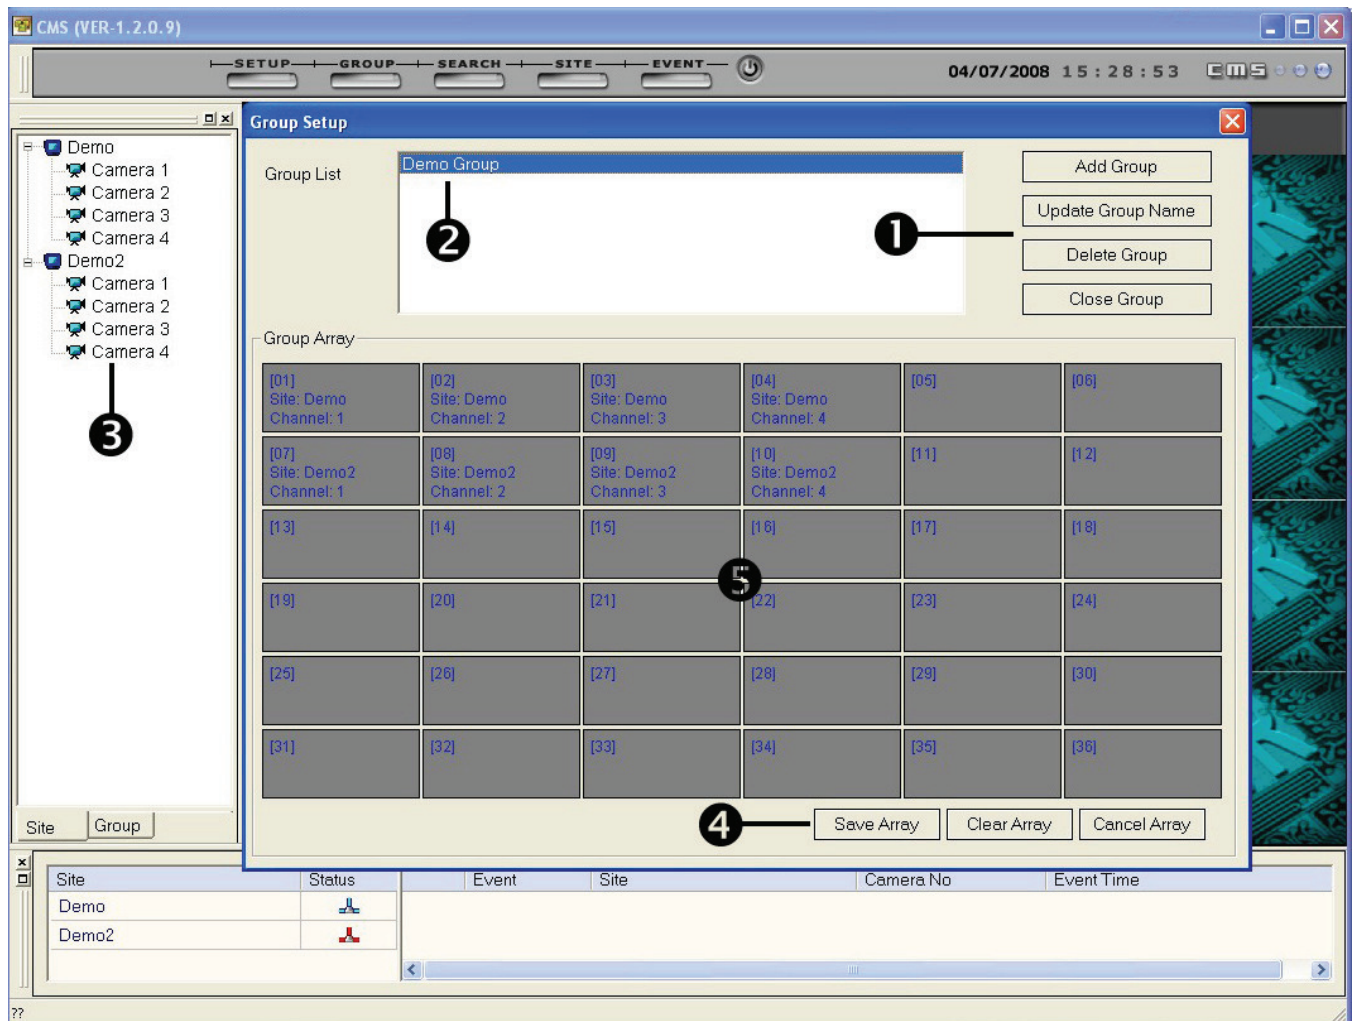 CMS (VER-1.2.0.9)
SETUP GROUP SEARCH SITE EVENT
04/07/2008 15:28:53 CMS
Group Setup
Demo
Camera 1
Camera 2
Camera 3
Camera 4
Demo2
Camera 1
Camera 2
Camera 3
Camera 4
3
Site Group
Group List
Demo Group
2
1
Add Group
Update Group Name
Delete Group
Close Group
Group Array
[01] [02] [03] [04] [05] [06]
Site: Demo Site: Demo Site: Demo Site: Demo
Channel: 1 Channel: 2 Channel: 3 Channel: 4
[07] [08] [09] [10] [11] [12]
Site: Demo2 Site: Demo2 Site: Demo2 Site: Demo2
Channel: 1 Channel: 2 Channel: 3 Channel: 4
[13] [14] [15] [16] [17] [18]
5
[19] [20] [21] [22] [23] [24]
[25] [26] [27] [28] [29] [30]
[31] [32] [33] [34] [35] [36]
4 Save Array Clear Array Cancel Array
Site Status Event Site Camera No Event Time
Demo
Demo2
??